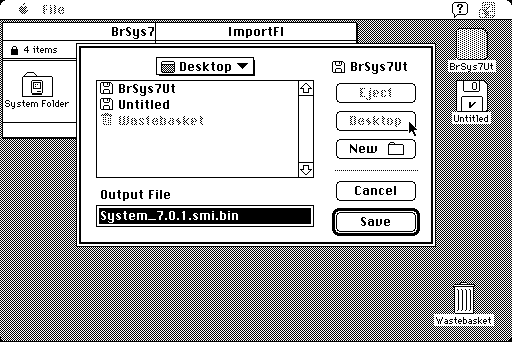 File
BrSys7
ImportFl
4 items
System Folder
Desktop
BrSys7Ut
Untitled
Wastebasket
Output File
System_7.0.1.smi.bin
BrSys7Ut
Eject
Desktop
New
Cancel
Save
BrSys7Ut
Untitled
Wastebasket